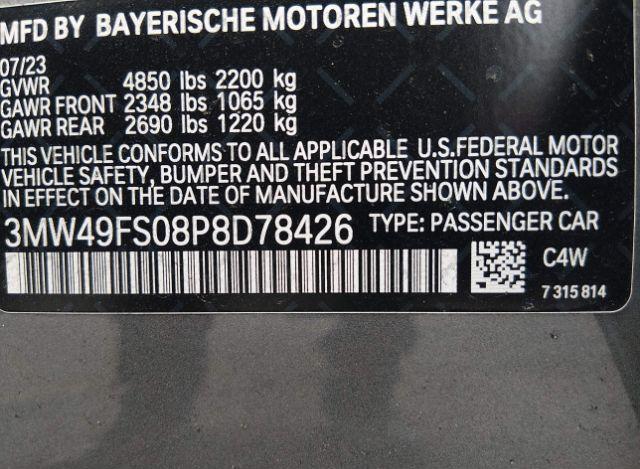 MFD BY BAYERISCHE MOTOREN WERKE AG
07/23
GVWR 4850 lbs 2200 kg
GAWR FRONT 2348 lbs 1065 kg
GAWR REAR 2690 lbs 1220 kg
THIS VEHICLE CONFORMS TO ALL APPLICABLE U.S.FEDERAL MOTOR
VEHICLE SAFETY, BUMPER AND THEFT PREVENTION STANDARDS
IN EFFECT ON THE DATE OF MANUFACTURE SHOWN ABOVE.
3MW49FS08P8D78426 TYPE: PASSENGER CAR
C4W
7 315 814